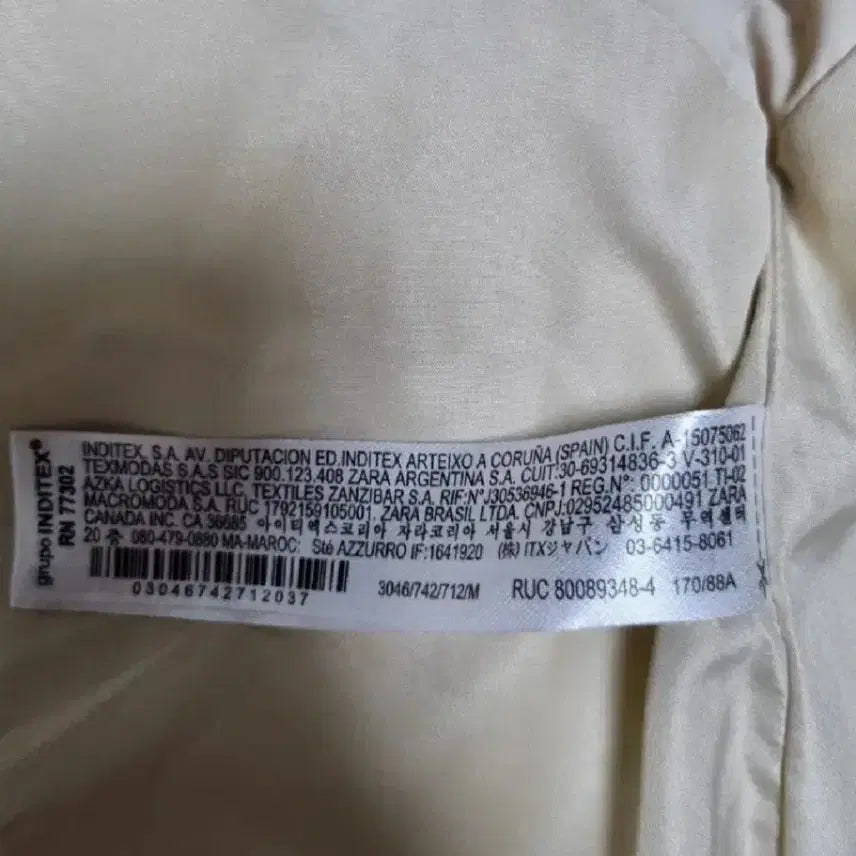 grupo INDITEX®
RN 77302
INDITEX, S.A. AV. DIPUTACION ED.INDITEX ARTEIXO A CORUÑA (SPAIN) C.I.F. A-15075062
TEXMODAS S.A.S SIC 900.123.408 ZARA ARGENTINA S.A. CUIT:30-69314836-3 V-310-01
AZKA LOGISTICS LLC, TEXTILES ZANZIBAR S.A. RIF:N°J30536946-1 REG.N° 0000051,TI-02
MACROMODA S.A. RUC 1792159105001, ZARA BRASIL LTDA. CNPJ:02952485000491 ZARA
CANADA INC. CA 36085 아이티엑스코리아 자라코리아 서울시 강남구 삼성동 무역센터
20 층 080-479-0880 MA-MAROC: Sté AZZURRO IF:1641920 (株) ITXジャパン 03-6415-8061
03046742712037 3046/742/712/M RUC 80089348-4 170/88A